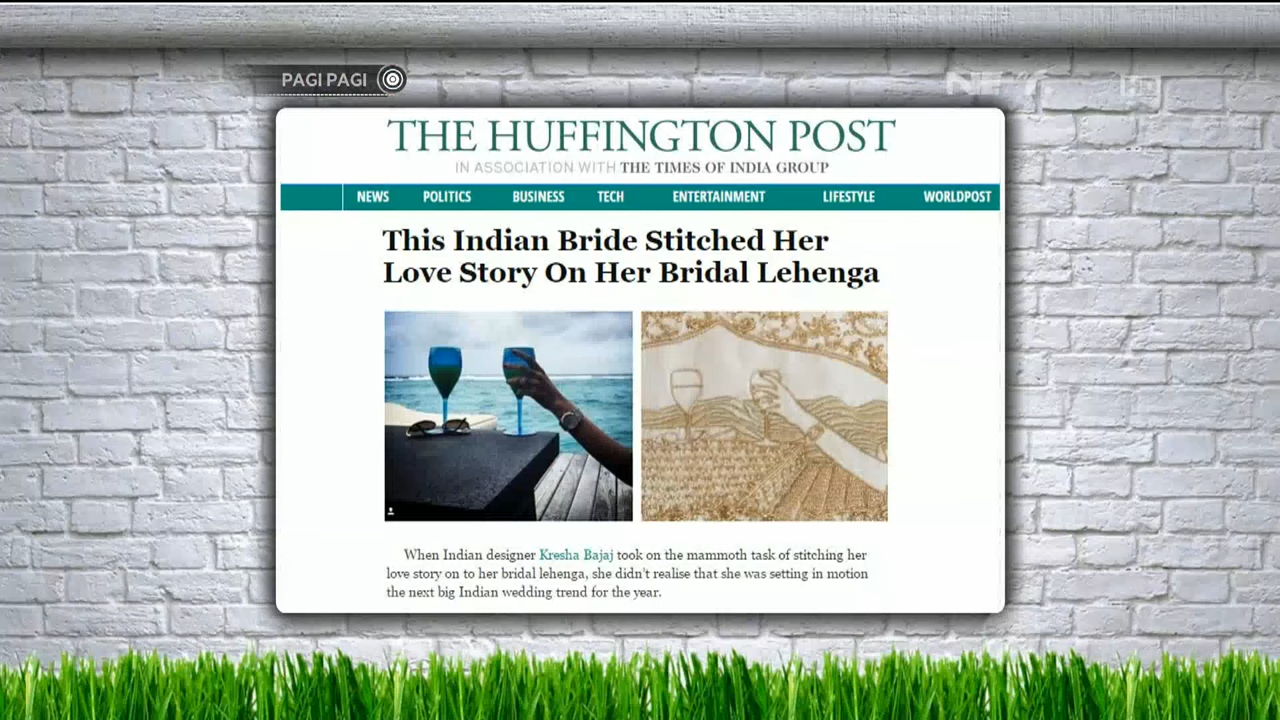 PAGI PAGI
THE HUFFINGTON POST
IN ASSOCIATION WITH THE TIMES OF INDIA GROUP
NEWS POLITICS BUSINESS TECH ENTERTAINMENT LIFESTYLE WORLDPOST
This Indian Bride Stitched Her
Love Story On Her Bridal Lehenga
When Indian designer Kresha Bajaj took on the mammoth task of stitching her
love story on to her bridal lehenga, she didn't realise that she was setting in motion
the next big Indian wedding trend for the year.